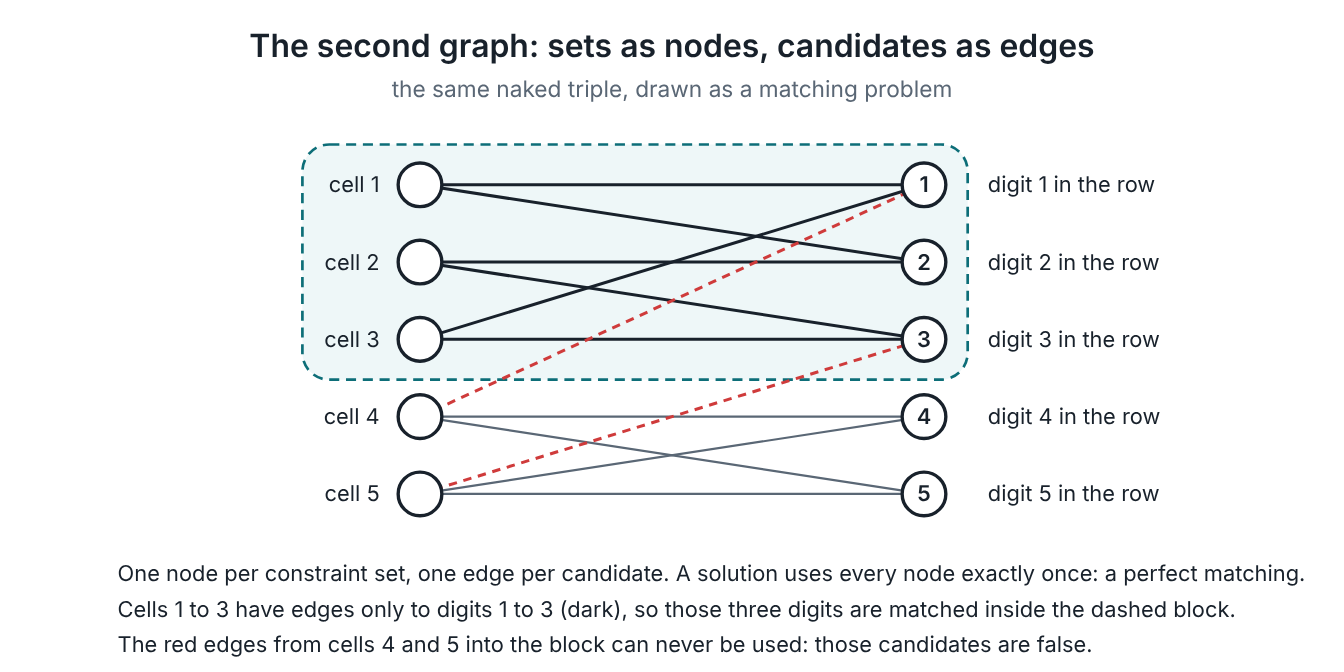 The second graph: sets as nodes, candidates as edges
the same naked triple, drawn as a matching problem
cell 1 1 digit 1 in the row
cell 2 2 digit 2 in the row
cell 3 3 digit 3 in the row
cell 4 4 digit 4 in the row
cell 5 5 digit 5 in the row
One node per constraint set, one edge per candidate. A solution uses every node exactly once: a perfect matching.
Cells 1 to 3 have edges only to digits 1 to 3 (dark), so those three digits are matched inside the dashed block.
The red edges from cells 4 and 5 into the block can never be used: those candidates are false.